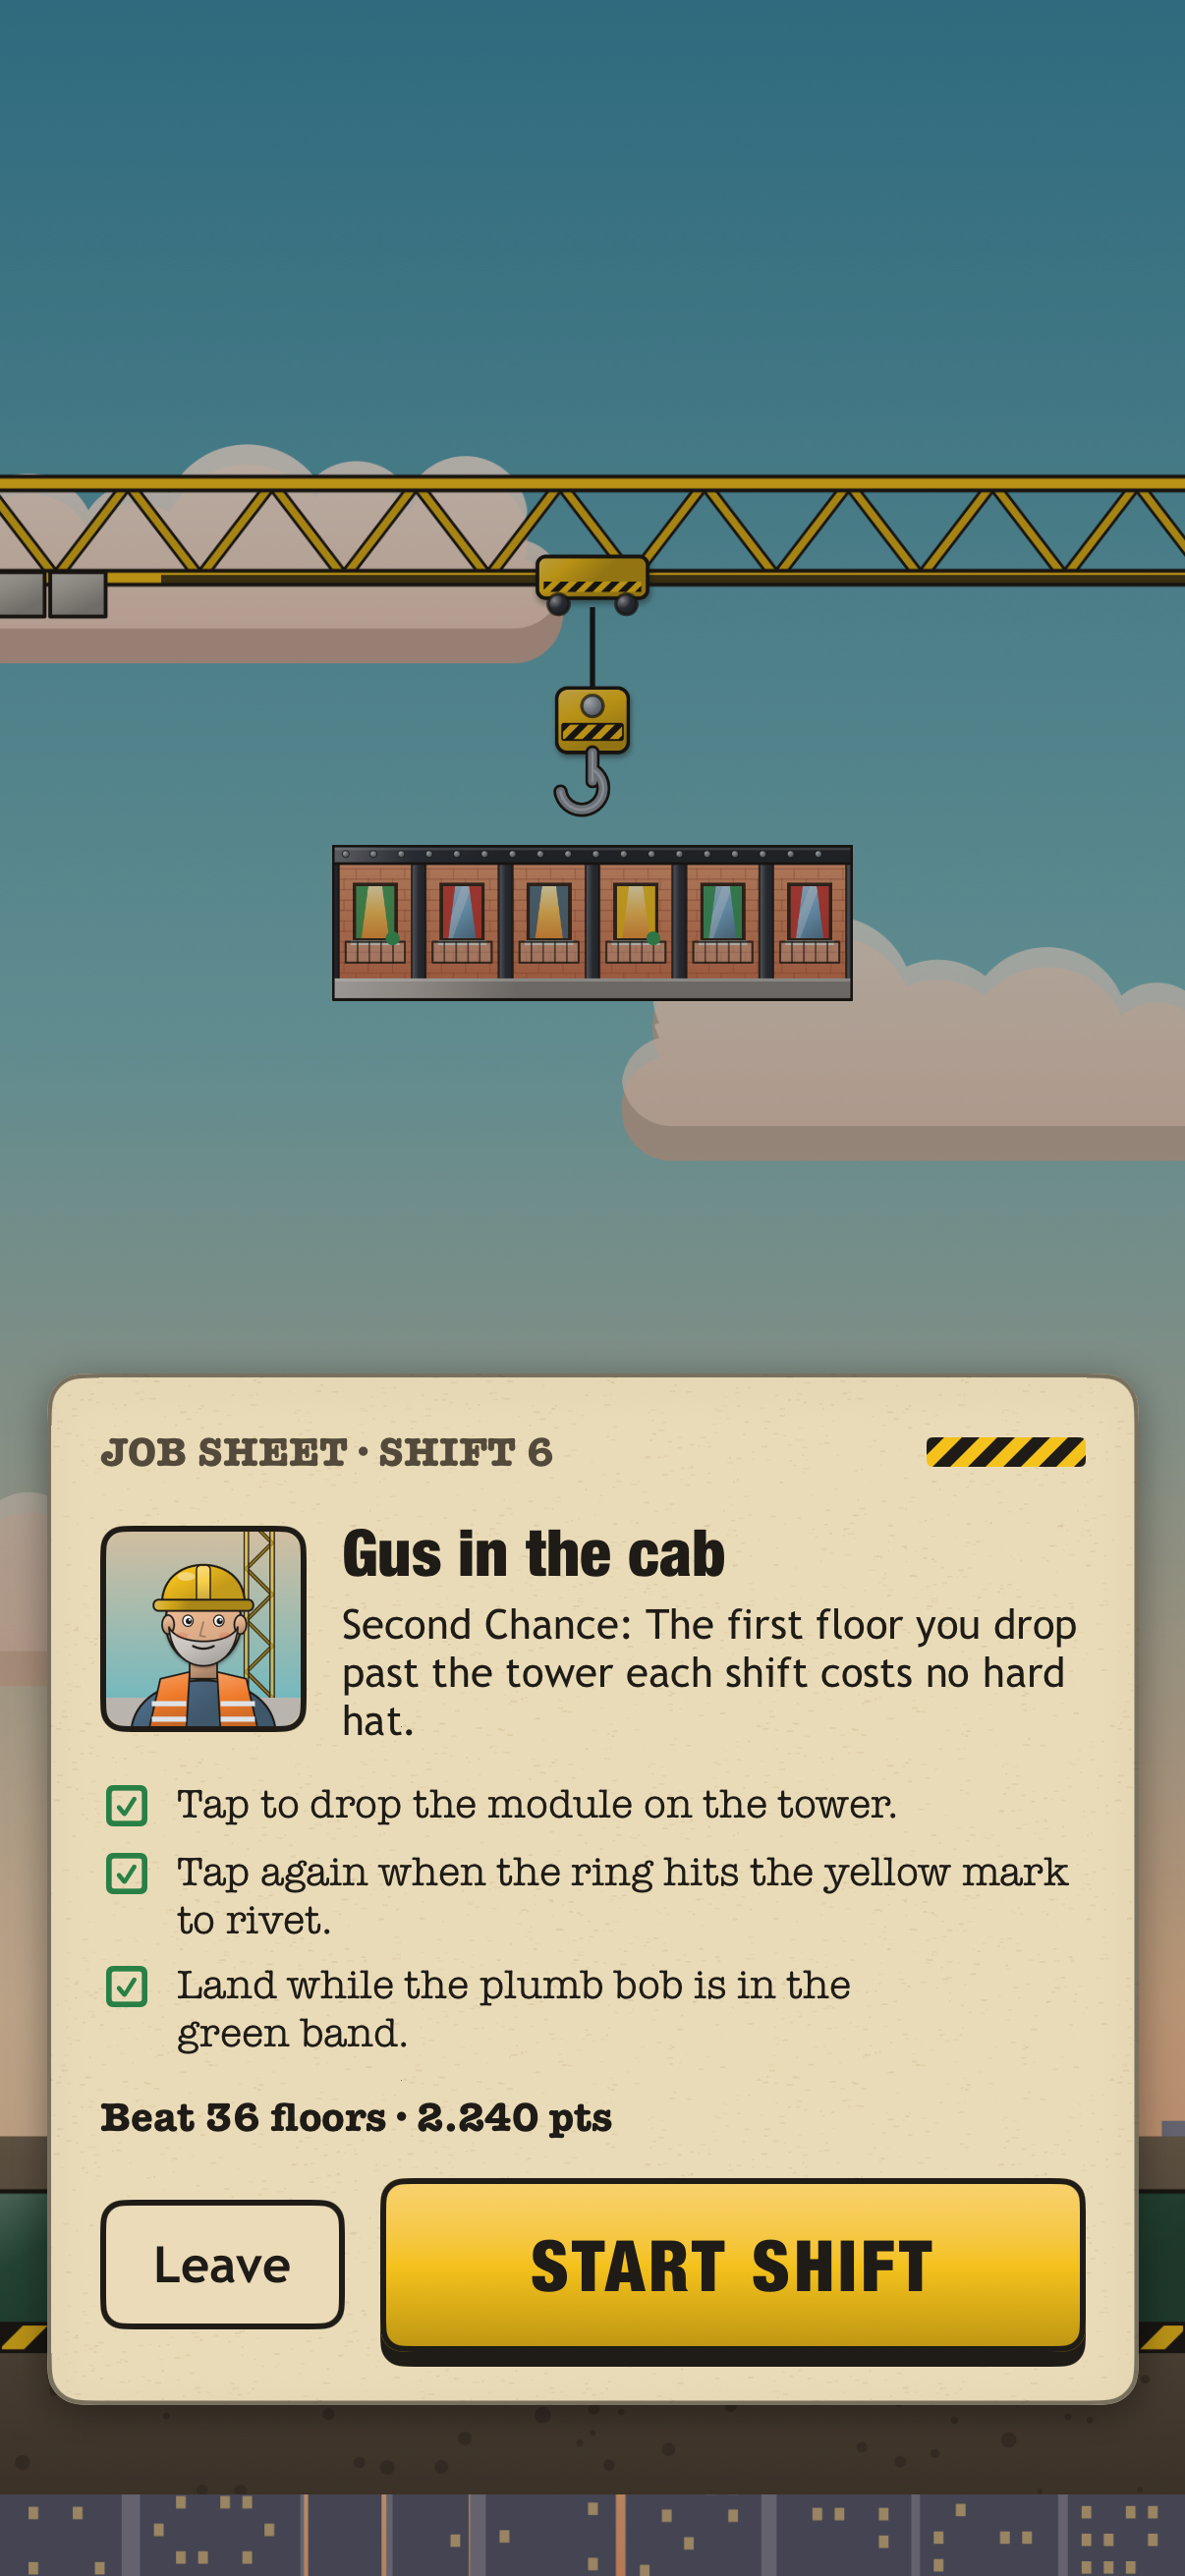 JOB SHEET · SHIFT 6
Gus in the cab
Second Chance: The first floor you drop
past the tower each shift costs no hard
hat.
Tap to drop the module on the tower.
Tap again when the ring hits the yellow mark
to rivet.
Land while the plumb bob is in the
green band.
Beat 36 floors · 2.240 pts
Leave
START SHIFT